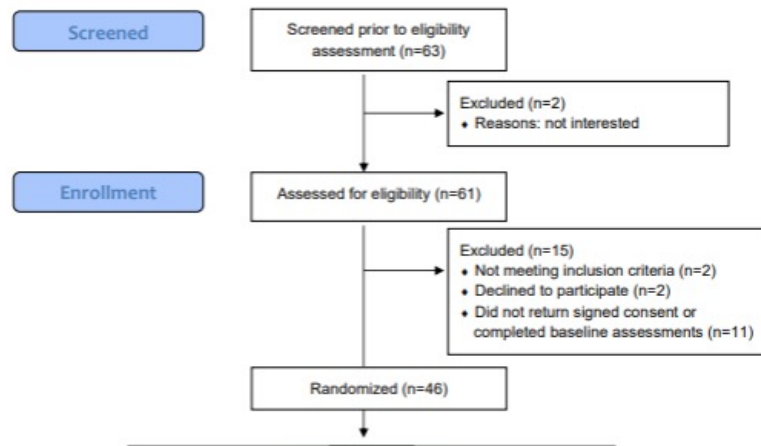 Screened
Screened prior to eligibility
assessment (n=63)
Excluded (n=2)
♦ Reasons: not interested
Enrollment
Assessed for eligibility (n=61)
Excluded (n=15)
♦ Not meeting inclusion criteria (n=2)
♦ Declined to participate (n=2)
♦ Did not return signed consent or
completed baseline assessments (n=11)
Randomized (n=46)